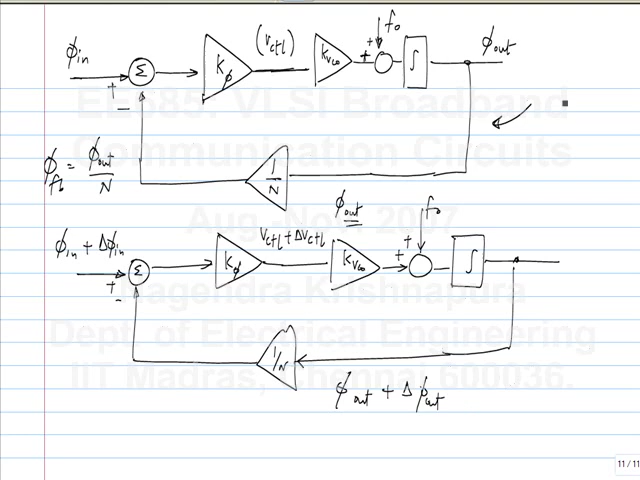 f₀
ϕin
(Vctl)
+
+
ϕout
Σ
Kϕ
Kvco
∫
+
−
EE685: VLSI Broadband
Communication Circuits
ϕfb = ϕout/N
1/N
Aug.-Nov. 2007
ϕout
f₀
ϕin + Δϕin
Vctl + ΔVctl
+
Σ
Kϕ
Kvco
+
∫
+
−
Nagendra Krishnapura
Dept. of Electrical Engineering
1/N
IIT Madras, Chennai 600036.
ϕout + Δϕout
11/11